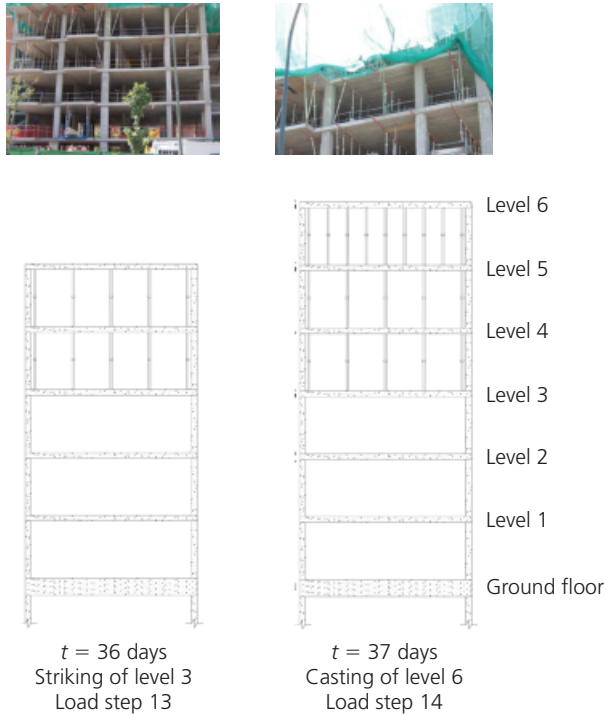 Level 6
Level 5
Level 4
Level 3
Level 2
Level 1
Ground floor
t = 36 days
Striking of level 3
Load step 13
t = 37 days
Casting of level 6
Load step 14